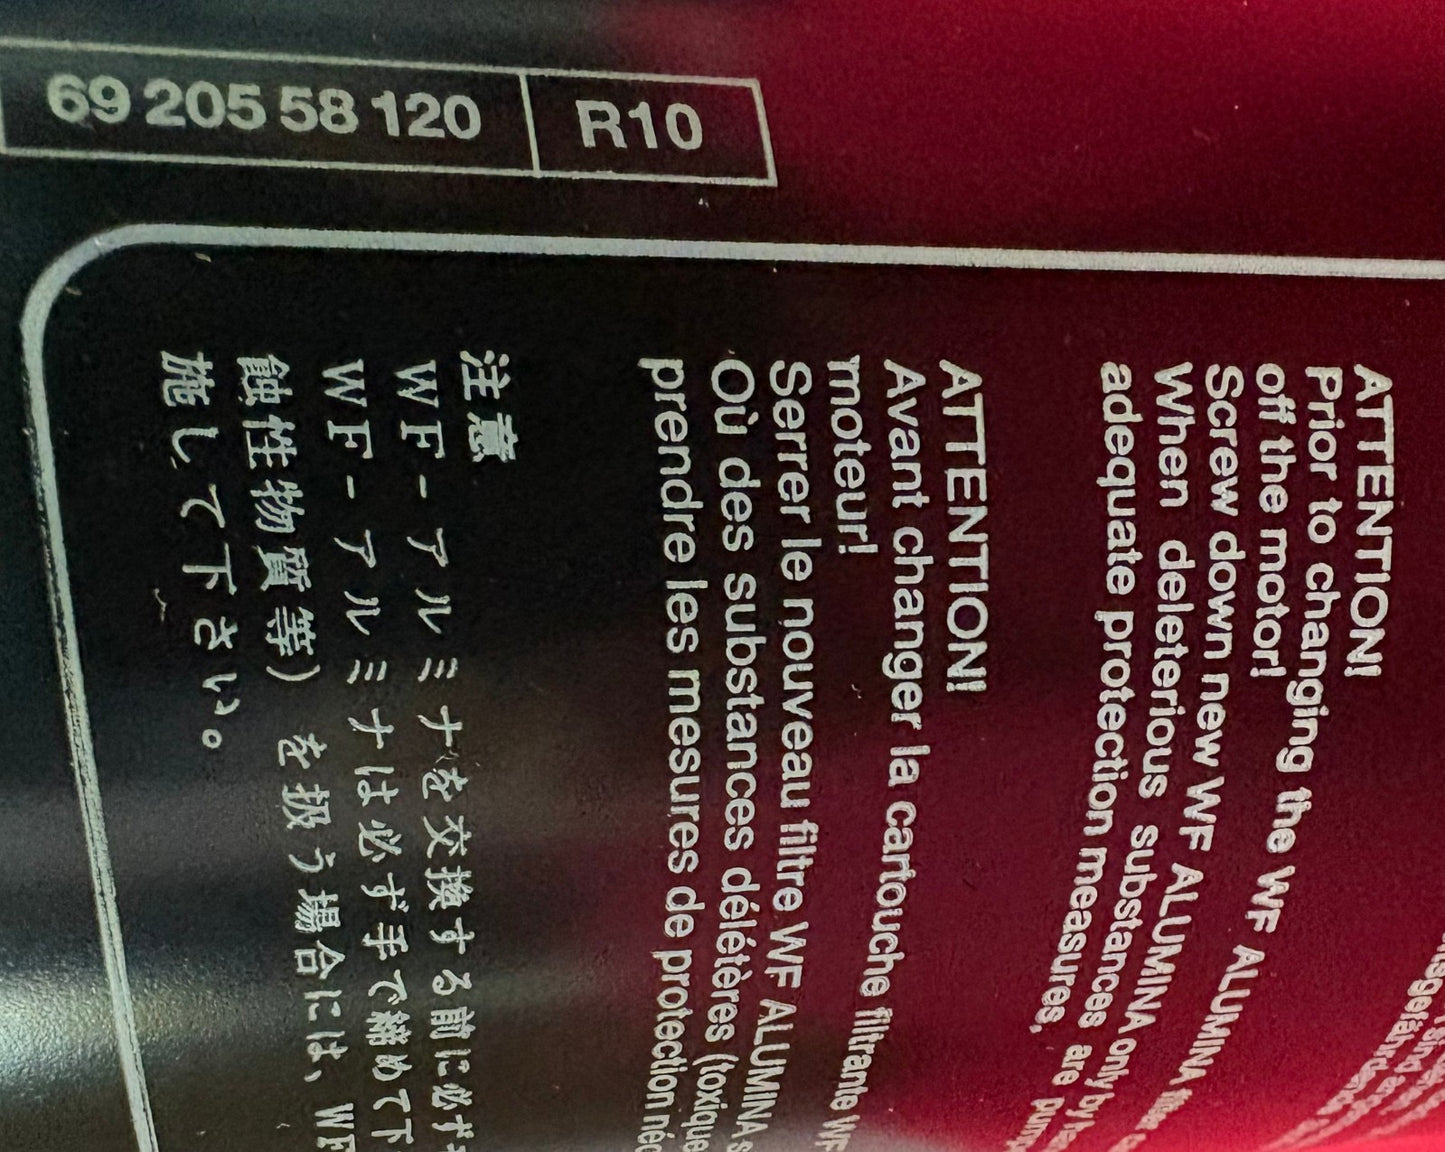 69 205 58 120 R10
ATTENTION!
Prior to changing the WF ALUMINA filter
off the motor!
Screw down new WF ALUMINA only by
When deleterious substances are
adequate protection measures.
ATTENTION!
Avant changer la cartouche filtrante WF
moteur!
Serrer le nouveau filtre WF ALUMINA
Où des substances délétères (toxique
prendre les mesures de protection
注意
WF-アルミナを交換する前に必ず
WF-アルミナは必ず手で締めて下
蝕性物質等)を扱う場合には、WF
施して下さい。